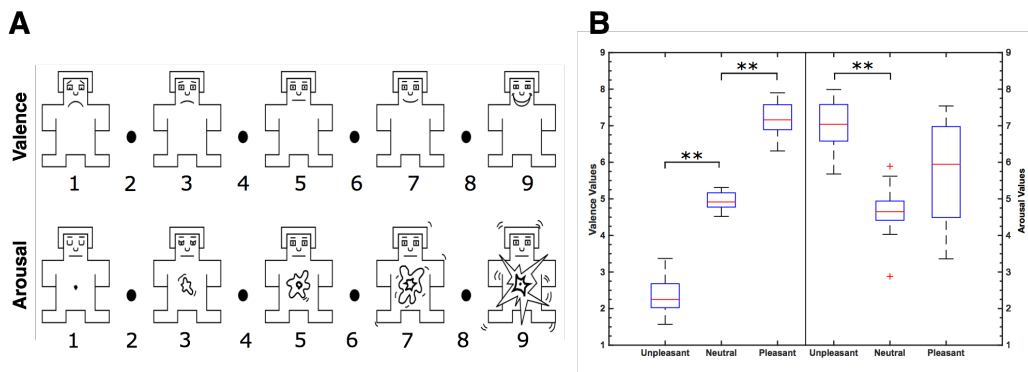 A
Valence
1 2 3 4 5 6 7 8 9
Arousal
1 2 3 4 5 6 7 8 9
B
Valence Values
9
8
7
6
5
4
3
2
1
**
**
**
Unpleasant Neutral Pleasant Unpleasant Neutral Pleasant
9
8
7
6
5
4
3
2
1
Arousal Values